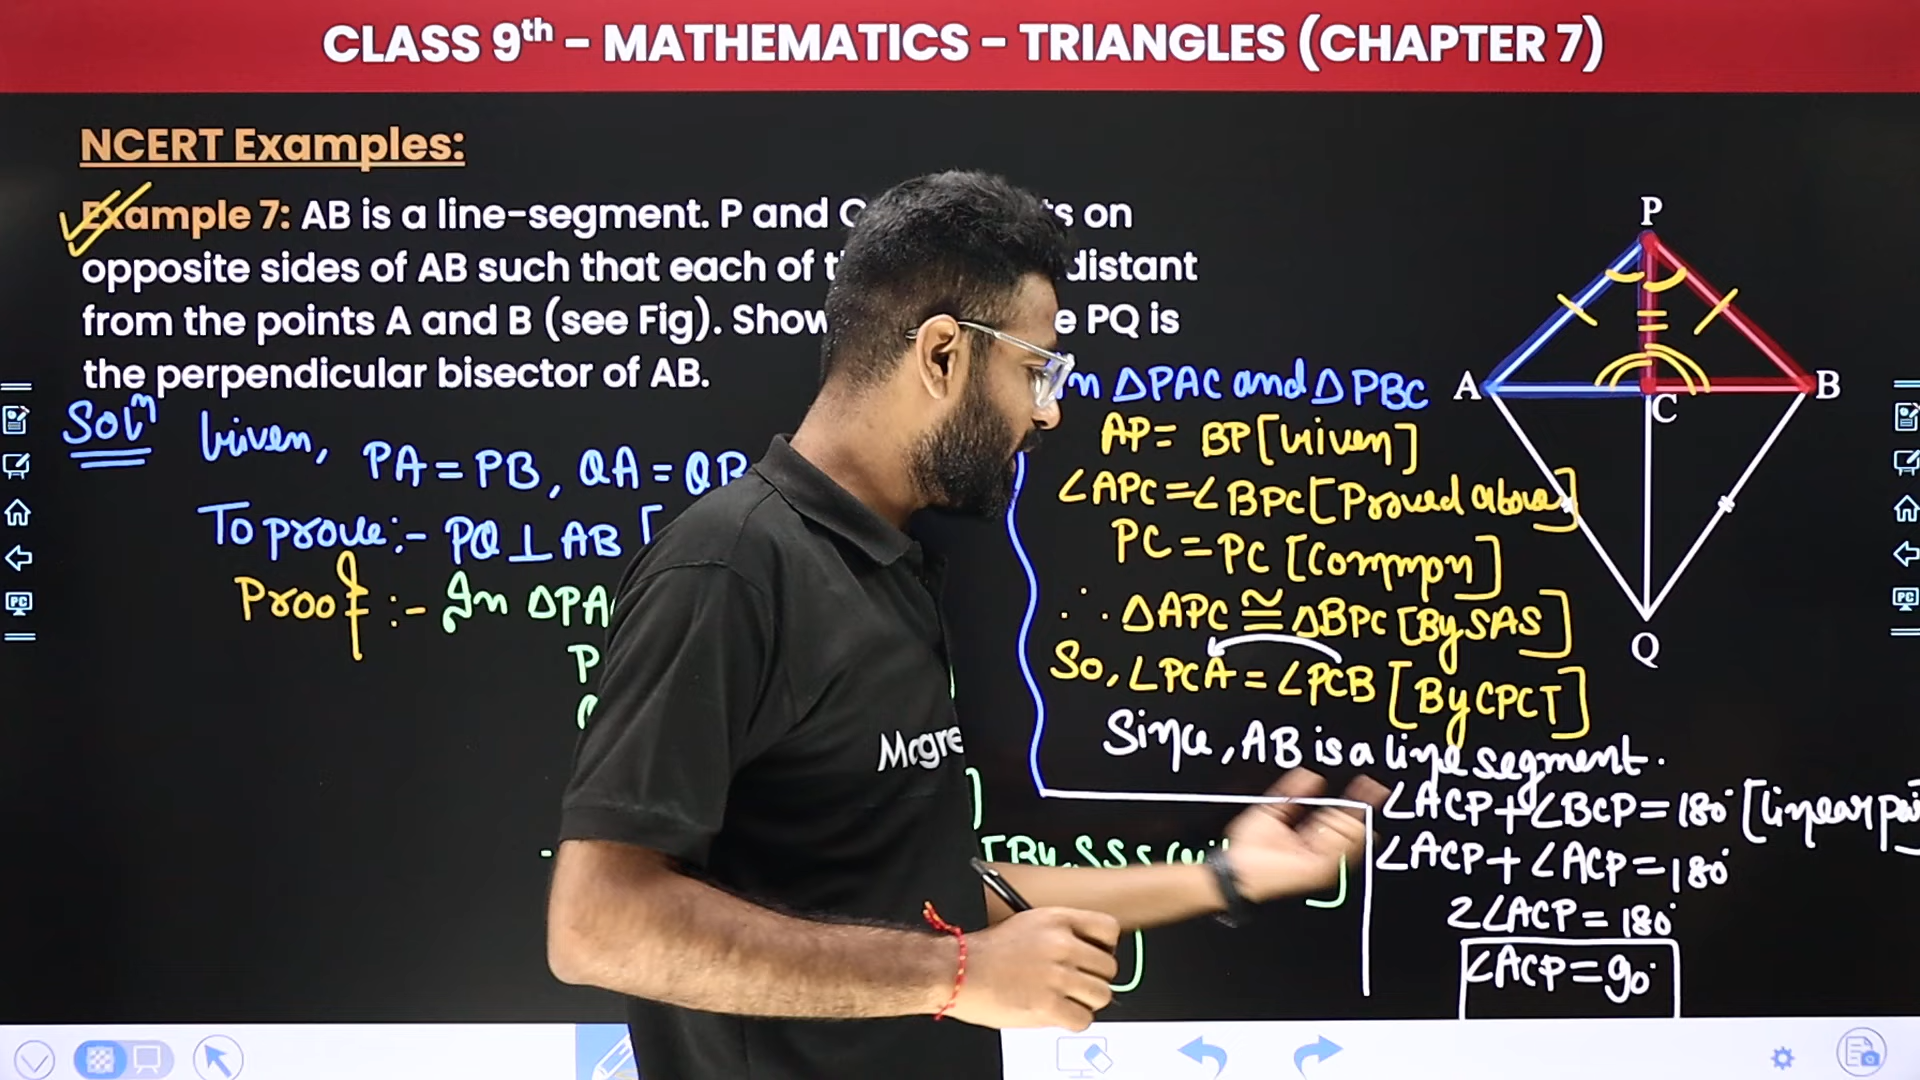 CLASS 9th - MATHEMATICS - TRIANGLES (CHAPTER 7)
NCERT Examples:
Example 7: AB is a line-segment. P and on
opposite sides of AB such that each of
from the points A and B (see Fig). Show PQ is
the perpendicular bisector of AB.
Solⁿ Given, PA = PB, QA = QB
To prove:- PQ ⊥ AB [
Proof :- In ΔPA
In ΔPAC and ΔPBC
AP = BP [Given]
∠APC = ∠BPC [Proved above]
PC = PC [Common]
∴ ΔAPC ≅ ΔBPC [By SAS]
So, ∠PCA = ∠PCB [By CPCT]
Since, AB is a line segment.
∠ACP + ∠BCP = 180° [linear
∠ACP + ∠ACP = 180°
2∠ACP = 180°
∠ACP = 90°
[By SSS
P
A
B
C
Q
Magne
PC
PC